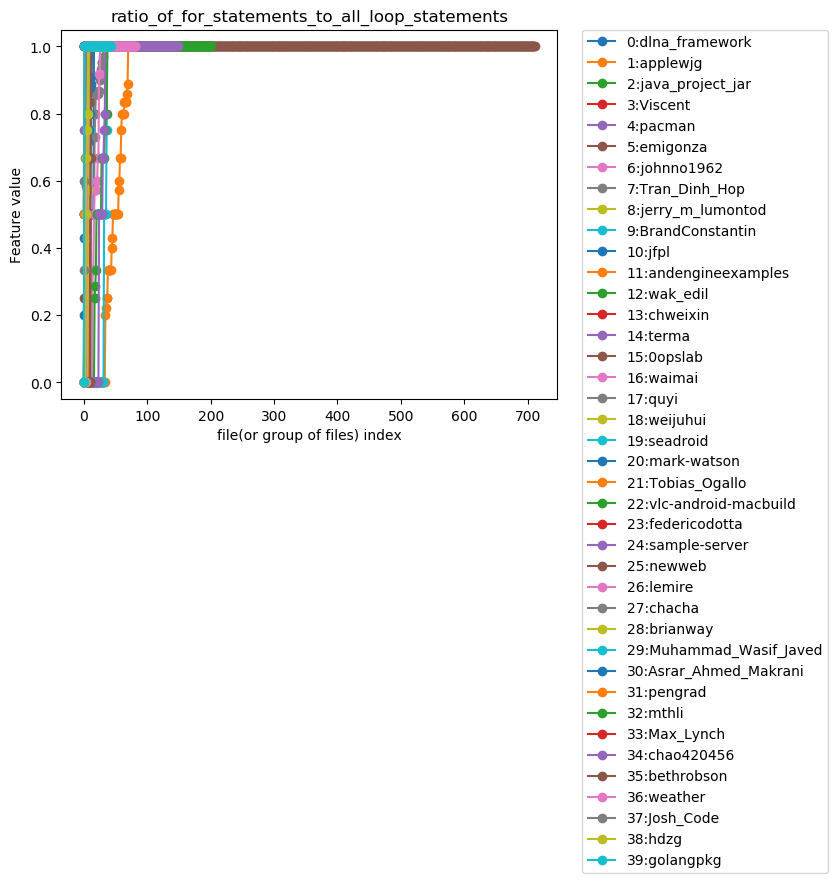 ratio_of_for_statements_to_all_loop_statements
1.0
0.8
0.6
0.4
0.2
0.0
Feature value
0 100 200 300 400 500 600 700
file(or group of files) index
0:dlna_framework
1:applewjg
2:java_project_jar
3:Viscent
4:pacman
5:emigonza
6:johnno1962
7:Tran_Dinh_Hop
8:jerry_m_lumontod
9:BrandConstantin
10:jfpl
11:andengineexamples
12:wak_edil
13:chweixin
14:terma
15:0opslab
16:waimai
17:quyi
18:weijuhui
19:seadroid
20:mark-watson
21:Tobias_Ogallo
22:vlc-android-macbuild
23:federicodotta
24:sample-server
25:newweb
26:lemire
27:chacha
28:brianway
29:Muhammad_Wasif_Javed
30:Asrar_Ahmed_Makrani
31:pengrad
32:mthli
33:Max_Lynch
34:chao420456
35:bethrobson
36:weather
37:Josh_Code
38:hdzg
39:golangpkg